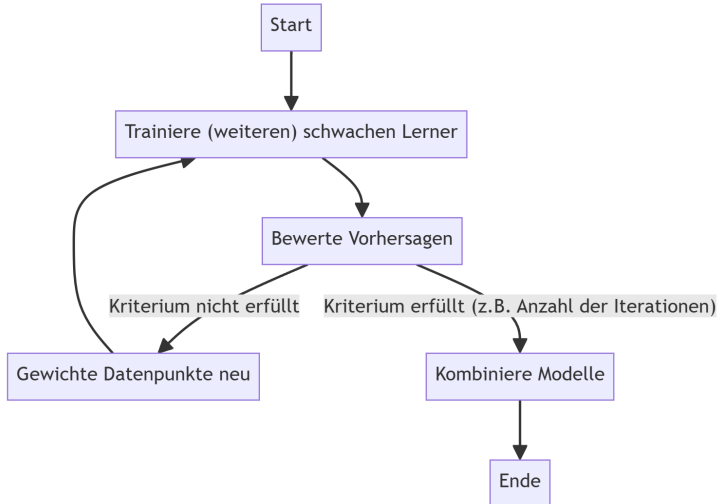 Start
Trainiere (weiteren) schwachen Lerner
Bewerte Vorhersagen
Kriterium nicht erfüllt
Kriterium erfüllt (z.B. Anzahl der Iterationen)
Gewichte Datenpunkte neu
Kombiniere Modelle
Ende